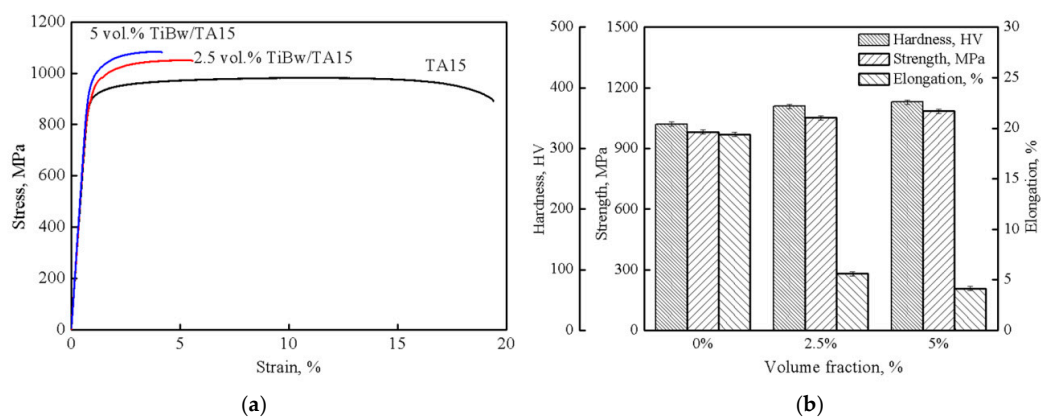 1200
1000
800
600
400
200
0
Stress, MPa
5 vol.% TiBw/TA15
2.5 vol.% TiBw/TA15
TA15
0 5 10 15 20
Strain, %
(a)
500
400
300
200
100
0
Hardness, HV
1500
1200
900
600
300
0
Strength, MPa
Hardness, HV
Strength, MPa
Elongation, %
30
25
20
15
10
5
0
Elongation, %
0% 2.5% 5%
Volume fraction, %
(b)